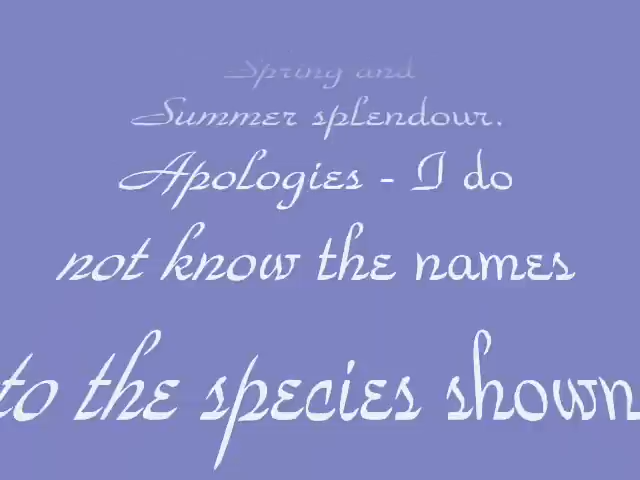 Spring and
Summer splendour.
Apologies - I do
not know the names
to the species shown